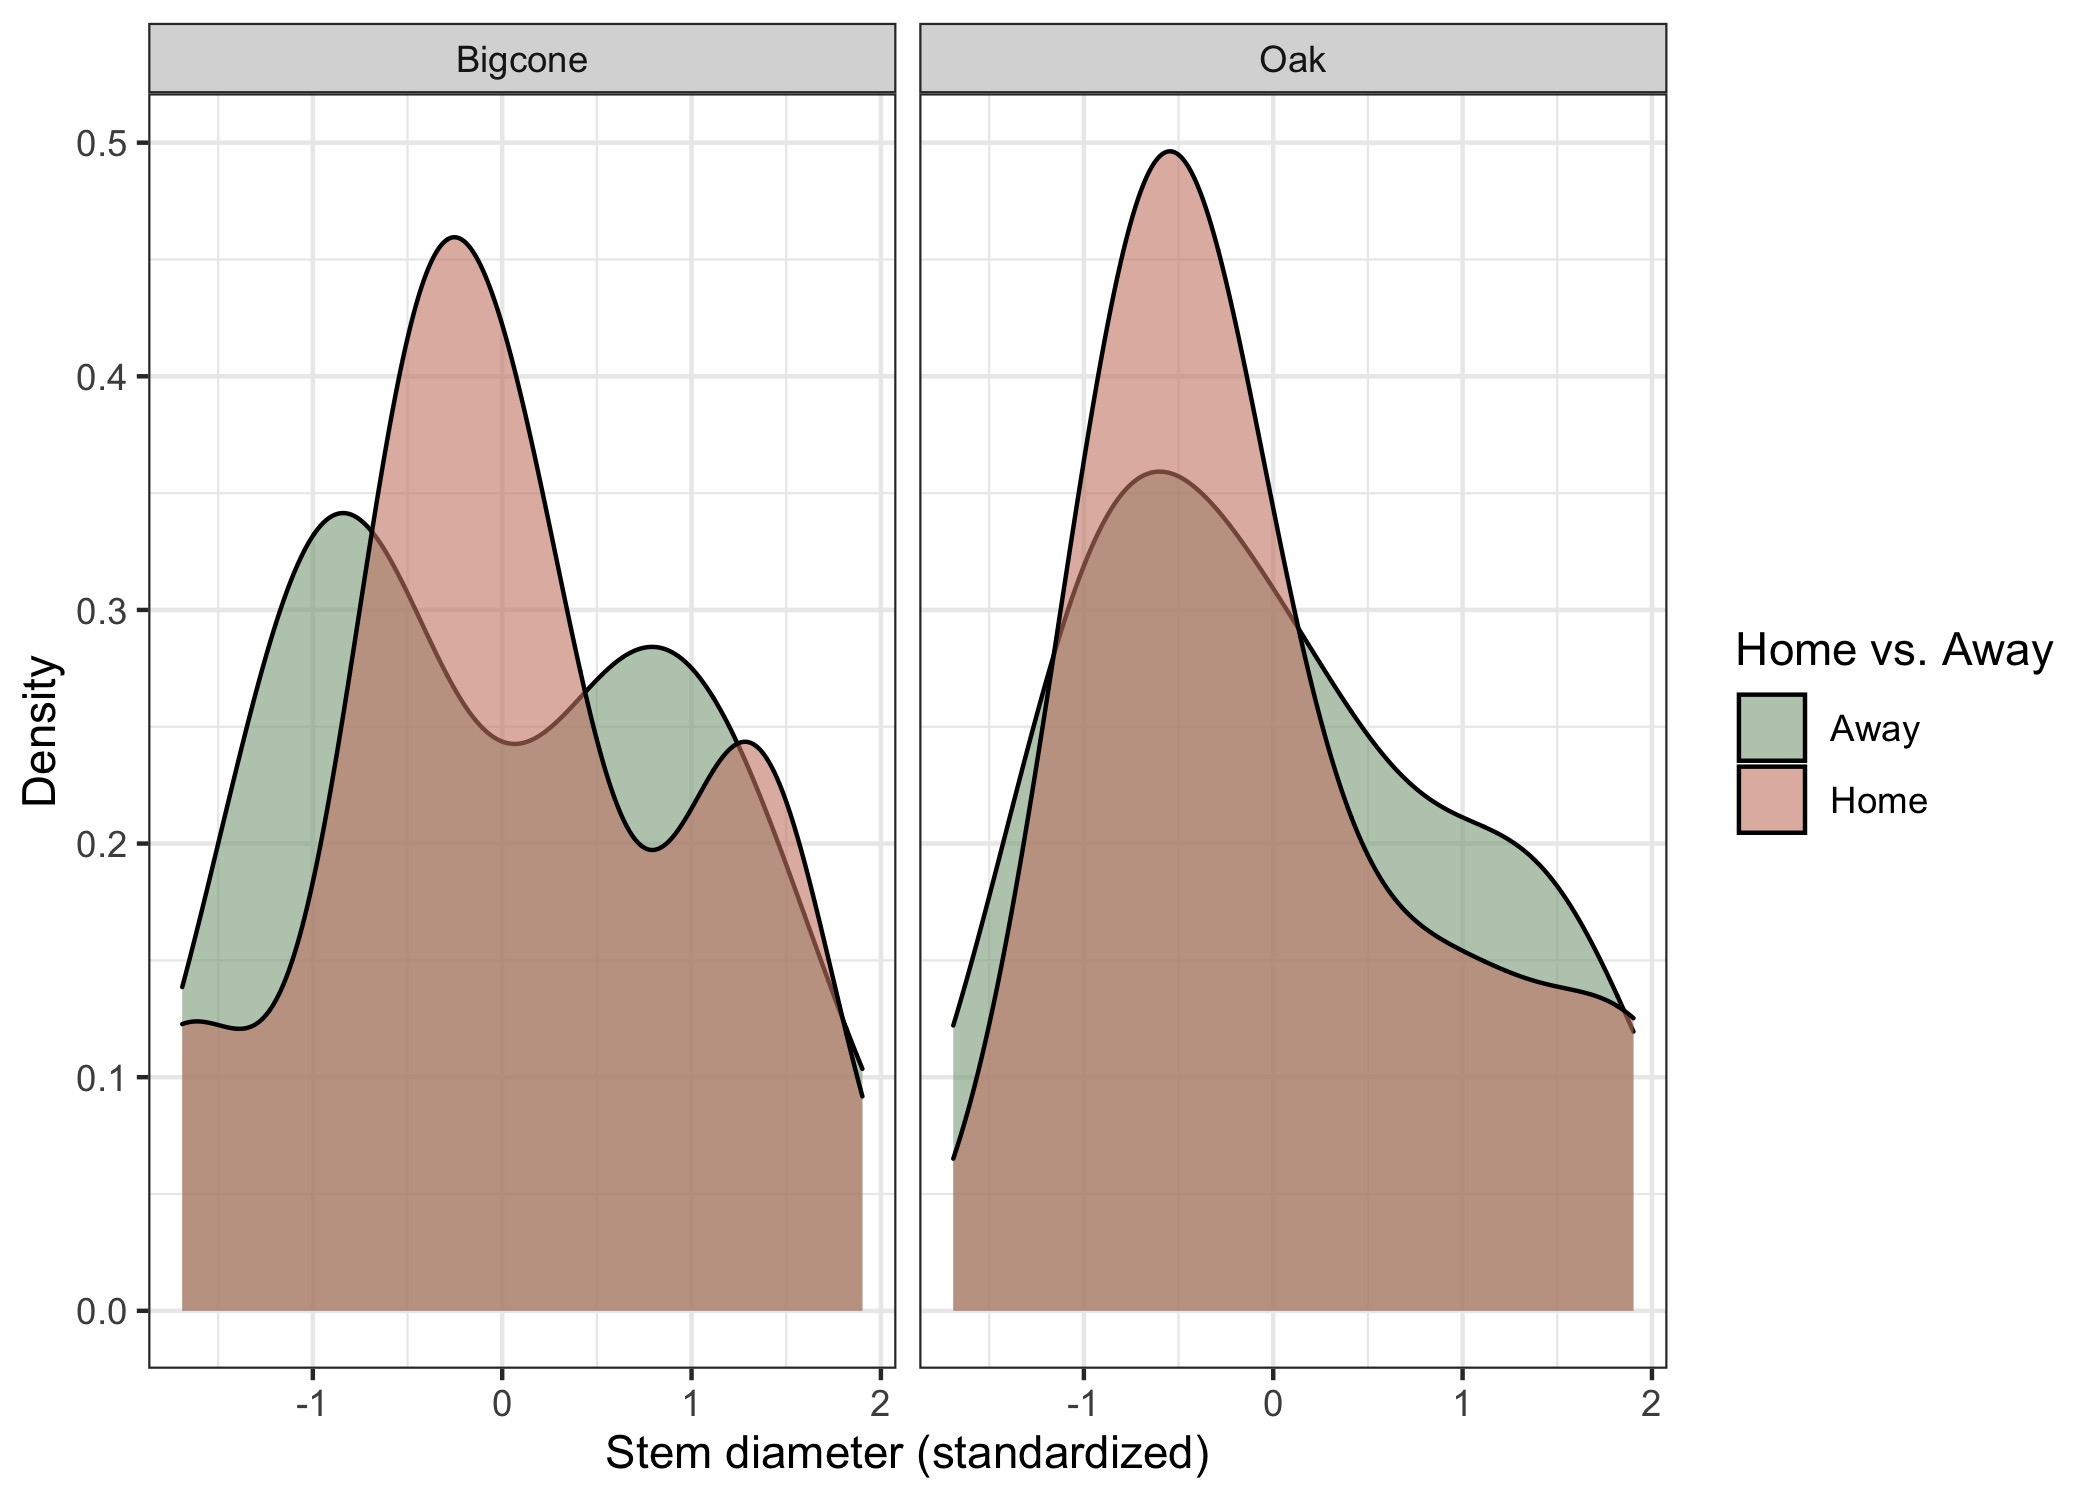 Bigcone
Oak
Density
0.5
0.4
0.3
0.2
0.1
0.0
-1 0 1 2
-1 0 1 2
Stem diameter (standardized)
Home vs. Away
Away
Home